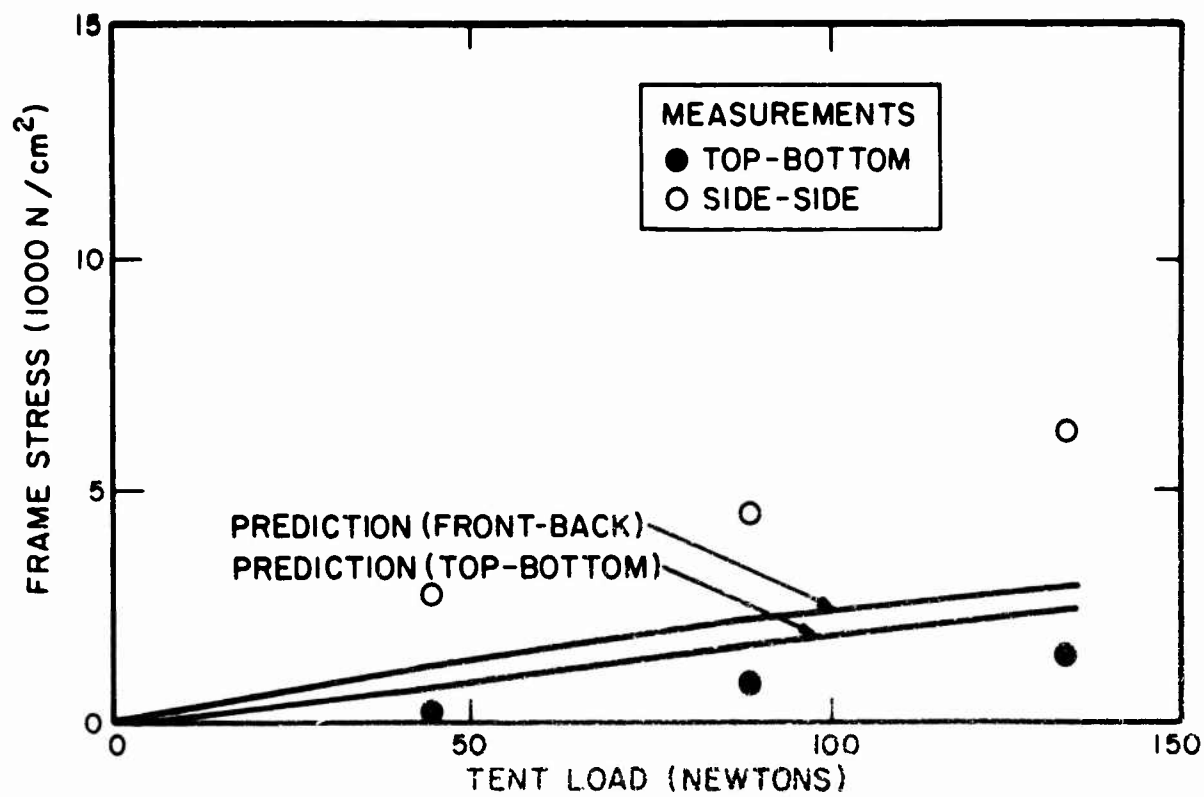 15
10
5
0
FRAME STRESS (1000 N/cm²)
MEASUREMENTS
● TOP-BOTTOM
○ SIDE-SIDE
PREDICTION (FRONT-BACK)
PREDICTION (TOP-BOTTOM)
0 50 100 150
TENT LOAD (NEWTONS)